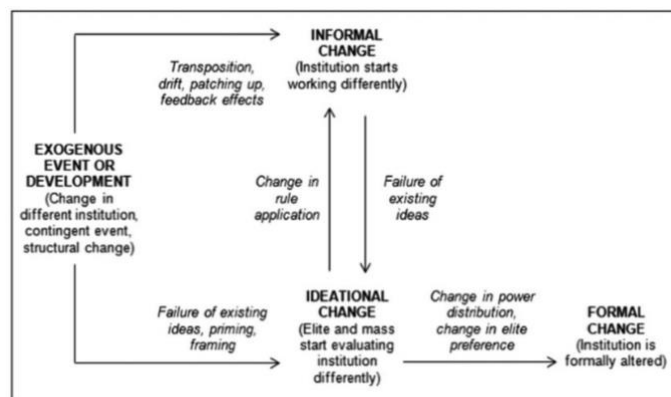 INFORMAL
CHANGE
(Institution starts
working differently)
Transposition,
drift, patching up,
feedback effects
EXOGENOUS
EVENT OR
DEVELOPMENT
(Change in
different institution,
contingent event,
structural change)
Change in
rule
application
Failure of
existing
ideas
Failure of existing
ideas, priming,
framing
IDEATIONAL
CHANGE
(Elite and mass
start evaluating
institution
differently)
Change in power
distribution,
change in elite
preference
FORMAL
CHANGE
(Institution is
formally altered)